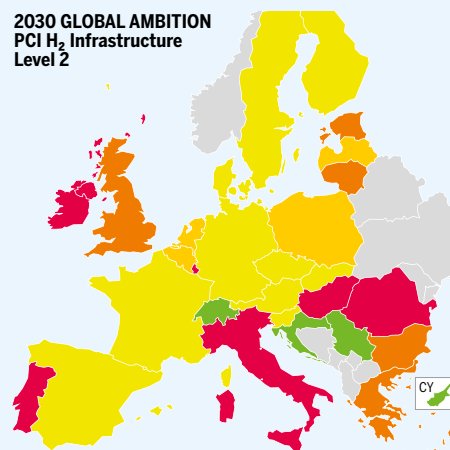 2030 GLOBAL AMBITION
PCI H₂ Infrastructure
Level 2
CY